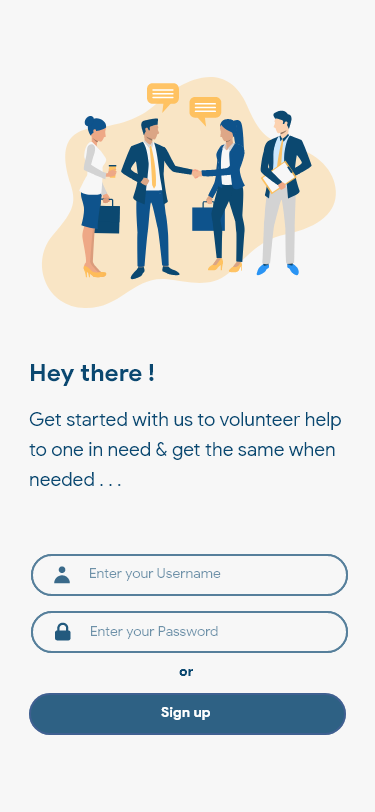 Hey there !
Get started with us to volunteer help
to one in need & get the same when
needed . . .
Enter your Username
Enter your Password
or
Sign up